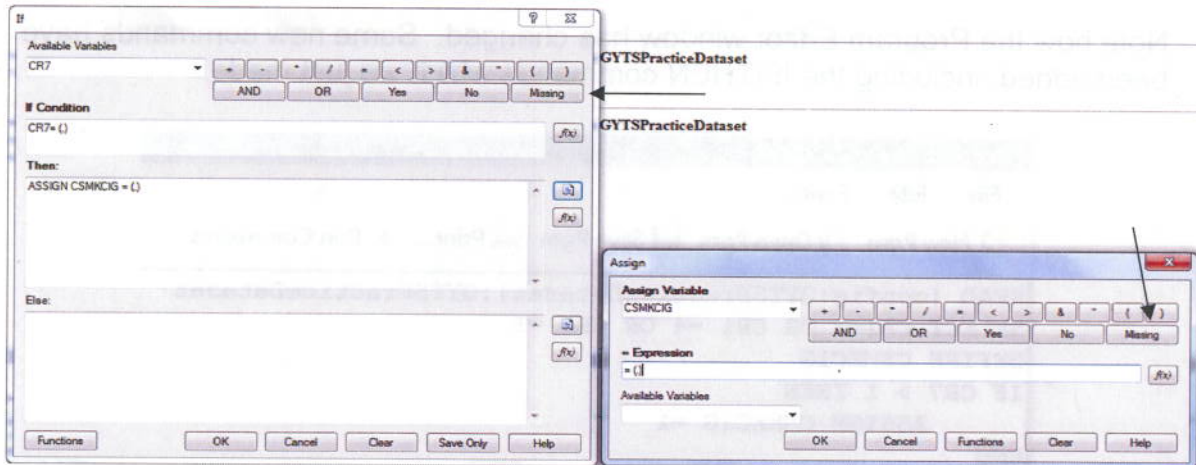 If
Available Variables
CR7
+ - * / = < > & " ( )
AND OR Yes No Missing
If Condition
CR7= (.)
f(x)
Then:
ASSIGN CSMKCIG = (.)
f(x)
Else:
f(x)
Functions OK Cancel Clear Save Only Help
GYTSPracticeDataset
GYTSPracticeDataset
Assign
Assign Variable
CSMKCIG
+ - * / = < > & " ( )
AND OR Yes No Missing
= Expression
= (.)
f(x)
Available Variables
OK Cancel Functions Clear Help